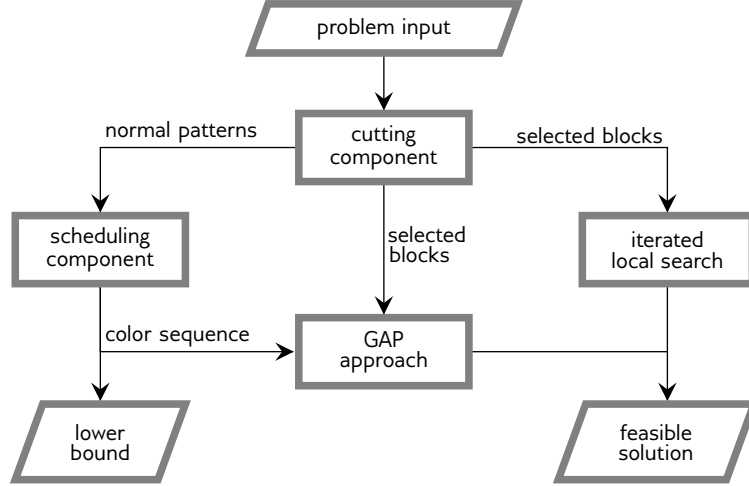 problem input
normal patterns
cutting
component
selected blocks
scheduling
component
selected
blocks
iterated
local search
color sequence
GAP
approach
lower
bound
feasible
solution